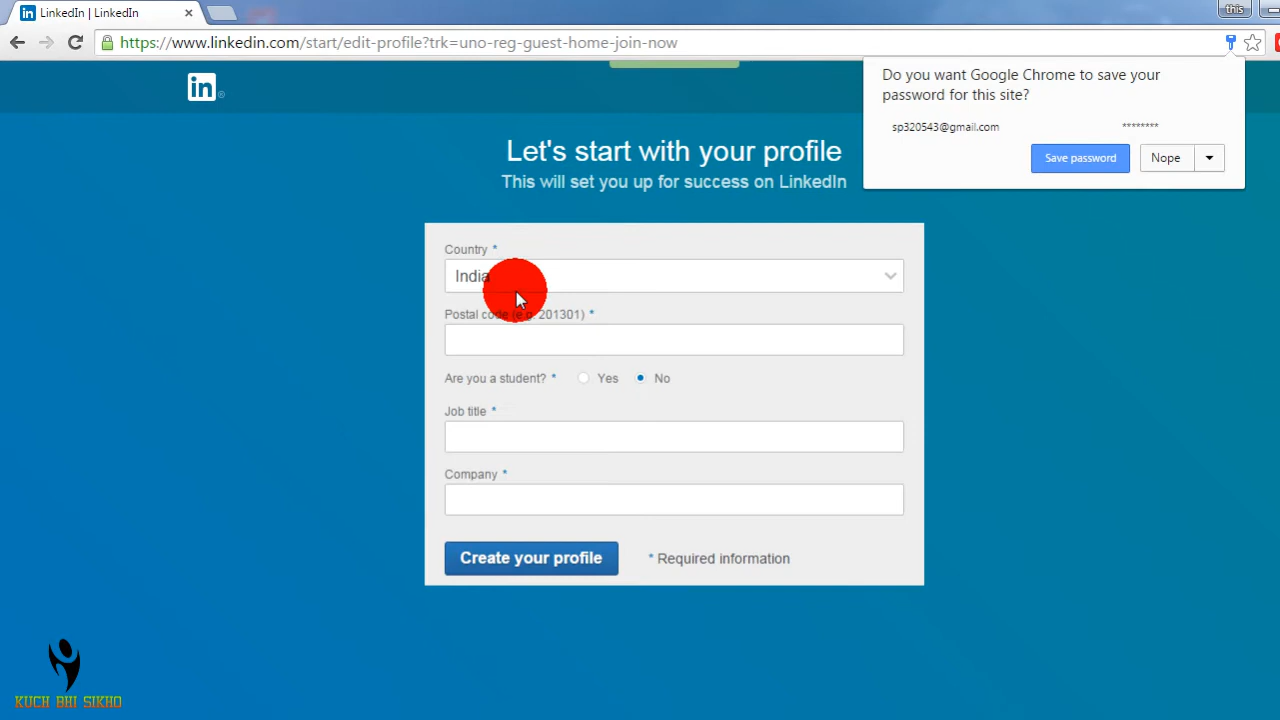 LinkedIn | LinkedIn
this
https://www.linkedin.com/start/edit-profile?trk=uno-reg-guest-home-join-now
in
Do you want Google Chrome to save your
password for this site?
sp320543@gmail.com ********
Save password Nope
Let's start with your profile
This will set you up for success on LinkedIn
Country *
India
Postal code (e.g. 201301) *
Are you a student? * Yes No
Job title *
Company *
Create your profile * Required information
KUCH BHI SIKHO